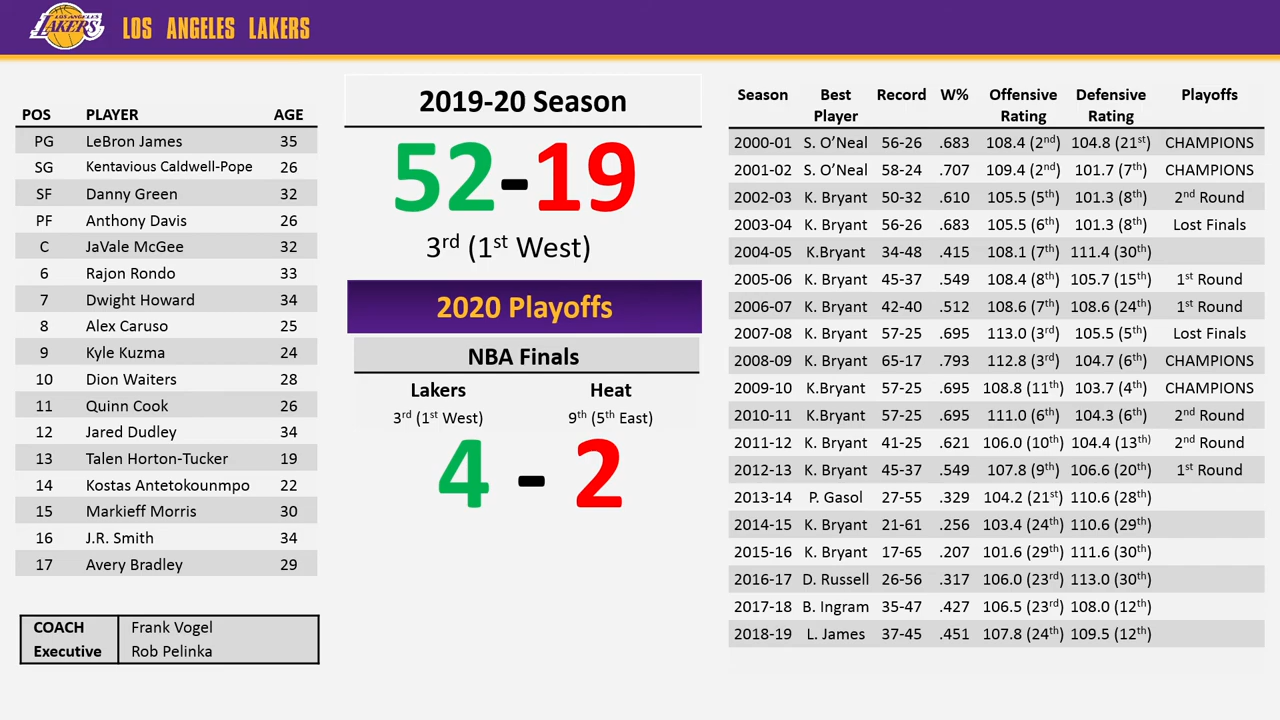 LOS ANGELES
LAKERS
LOS ANGELES LAKERS
POS PLAYER AGE
PG LeBron James 35
SG Kentavious Caldwell-Pope 26
SF Danny Green 32
PF Anthony Davis 26
C JaVale McGee 32
6 Rajon Rondo 33
7 Dwight Howard 34
8 Alex Caruso 25
9 Kyle Kuzma 24
10 Dion Waiters 28
11 Quinn Cook 26
12 Jared Dudley 34
13 Talen Horton-Tucker 19
14 Kostas Antetokounmpo 22
15 Markieff Morris 30
16 J.R. Smith 34
17 Avery Bradley 29
COACH Frank Vogel
Executive Rob Pelinka
2019-20 Season
52-19
3rd (1st West)
2020 Playoffs
NBA Finals
Lakers Heat
3rd (1st West) 9th (5th East)
4 - 2
Season Best Player Record W% Offensive Rating Defensive Rating Playoffs
2000-01 S. O’Neal 56-26 .683 108.4 (2nd) 104.8 (21st) CHAMPIONS
2001-02 S. O’Neal 58-24 .707 109.4 (2nd) 101.7 (7th) CHAMPIONS
2002-03 K. Bryant 50-32 .610 105.5 (5th) 101.3 (8th) 2nd Round
2003-04 K. Bryant 56-26 .683 105.5 (6th) 101.3 (8th) Lost Finals
2004-05 K.Bryant 34-48 .415 108.1 (7th) 111.4 (30th)
2005-06 K. Bryant 45-37 .549 108.4 (8th) 105.7 (15th) 1st Round
2006-07 K. Bryant 42-40 .512 108.6 (7th) 108.6 (24th) 1st Round
2007-08 K. Bryant 57-25 .695 113.0 (3rd) 105.5 (5th) Lost Finals
2008-09 K. Bryant 65-17 .793 112.8 (3rd) 104.7 (6th) CHAMPIONS
2009-10 K.Bryant 57-25 .695 108.8 (11th) 103.7 (4th) CHAMPIONS
2010-11 K.Bryant 57-25 .695 111.0 (6th) 104.3 (6th) 2nd Round
2011-12 K. Bryant 41-25 .621 106.0 (10th) 104.4 (13th) 2nd Round
2012-13 K. Bryant 45-37 .549 107.8 (9th) 106.6 (20th) 1st Round
2013-14 P. Gasol 27-55 .329 104.2 (21st) 110.6 (28th)
2014-15 K. Bryant 21-61 .256 103.4 (24th) 110.6 (29th)
2015-16 K. Bryant 17-65 .207 101.6 (29th) 111.6 (30th)
2016-17 D. Russell 26-56 .317 106.0 (23rd) 113.0 (30th)
2017-18 B. Ingram 35-47 .427 106.5 (23rd) 108.0 (12th)
2018-19 L. James 37-45 .451 107.8 (24th) 109.5 (12th)